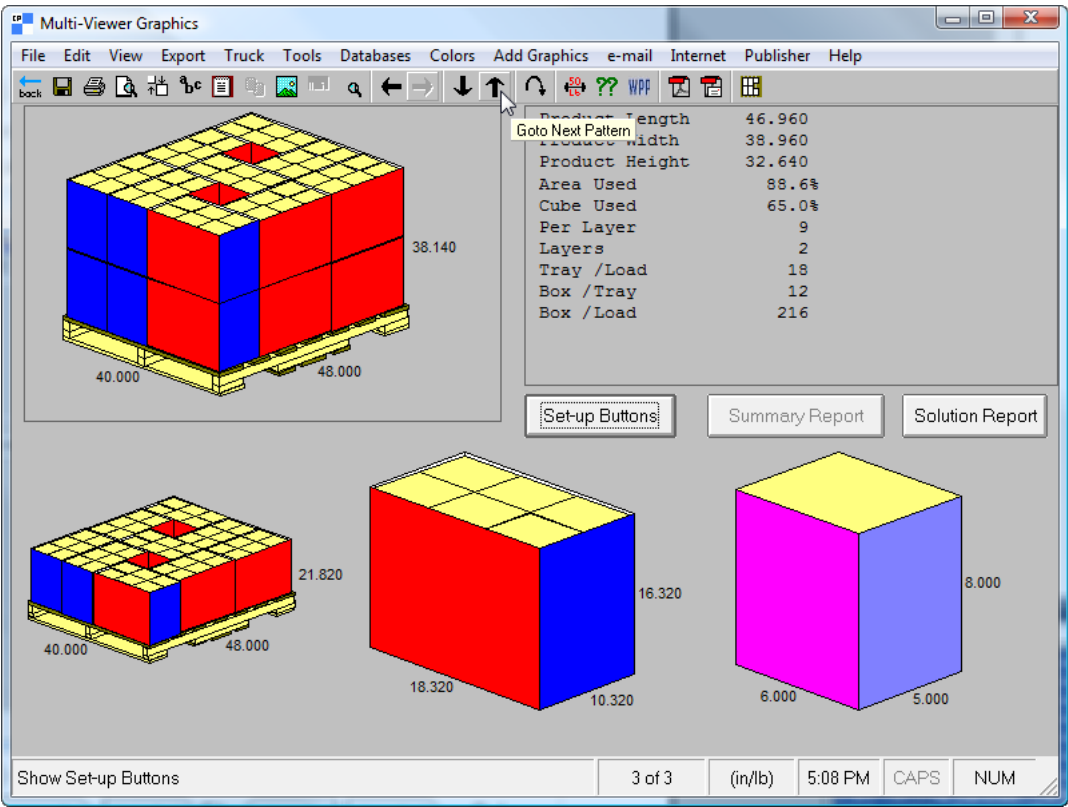 Multi-Viewer Graphics
File Edit View Export Truck Tools Databases Colors Add Graphics e-mail Internet Publisher Help
back abc 50 Lb ?? WPP
Goto Next Pattern
Product Length 46.960
Product Width 38.960
Product Height 32.640
Area Used 88.6%
Cube Used 65.0%
Per Layer 9
Layers 2
Tray /Load 18
Box /Tray 12
Box /Load 216
38.140
40.000
48.000
Set-up Buttons Summary Report Solution Report
21.820
40.000
48.000
16.320
18.320
10.320
8.000
6.000
5.000
Show Set-up Buttons 3 of 3 (in/lb) 5:08 PM CAPS NUM